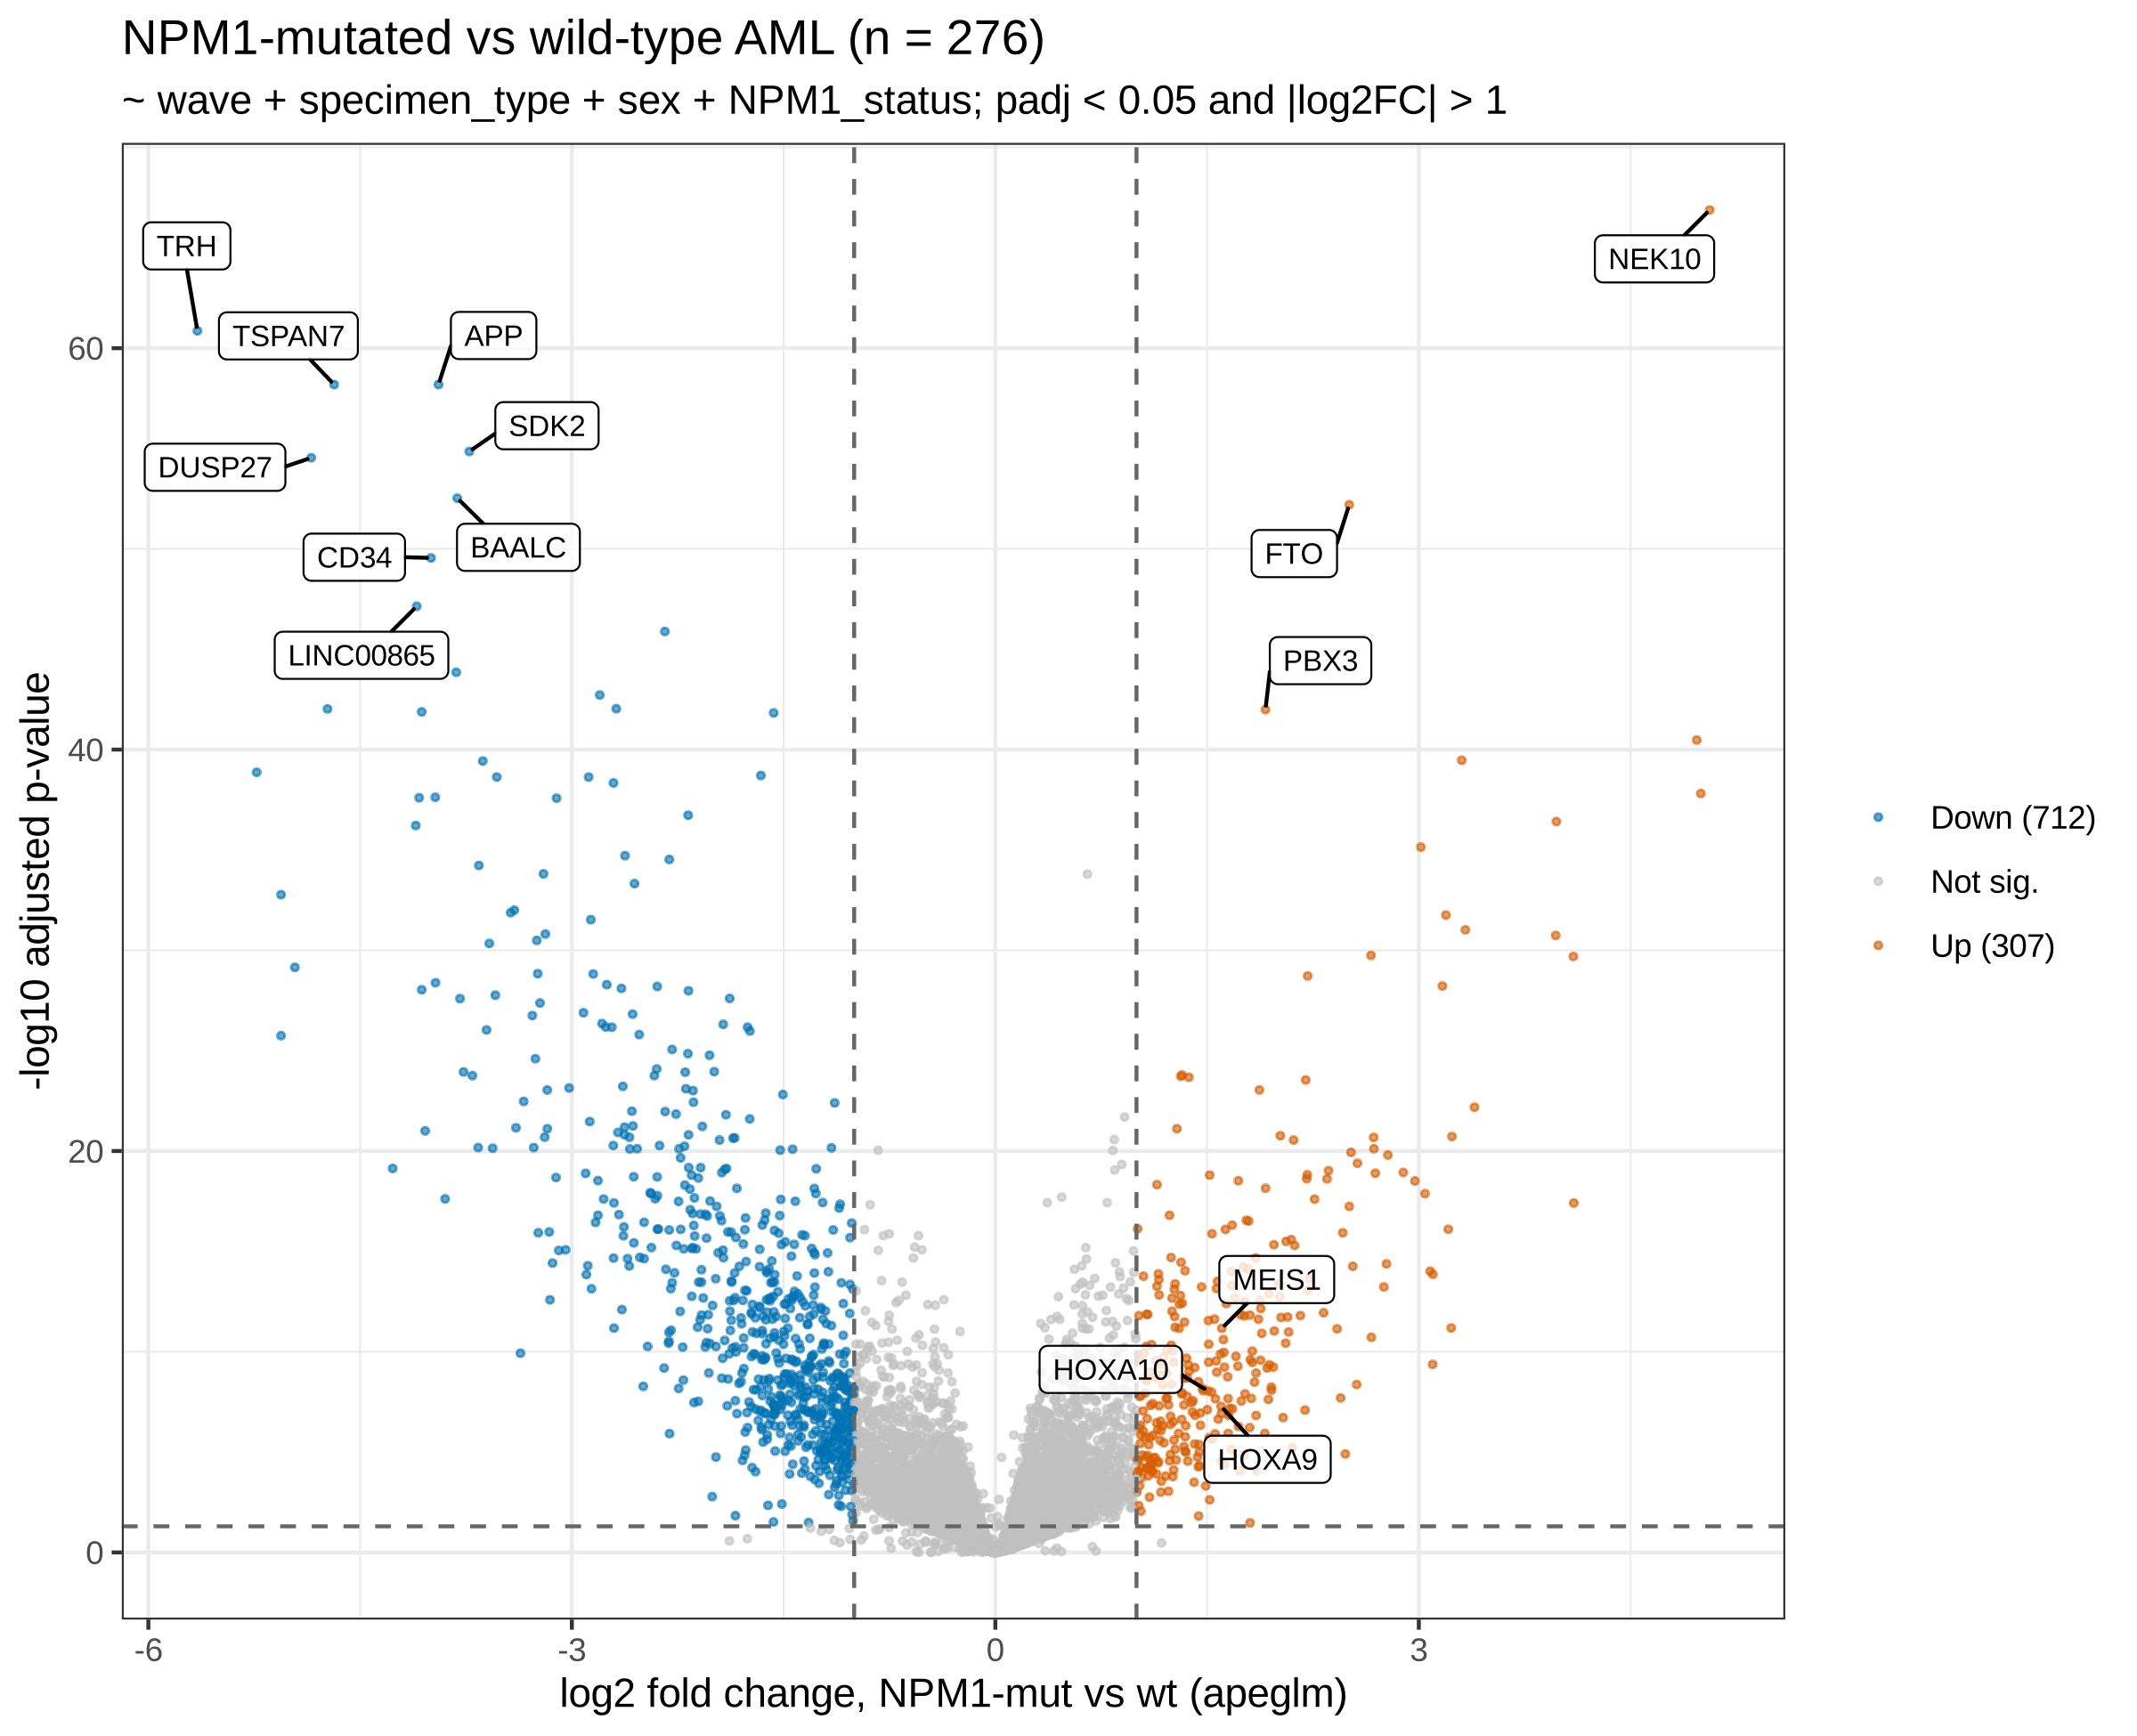 NPM1-mutated vs wild-type AML (n = 276)
~ wave + specimen_type + sex + NPM1_status; padj < 0.05 and |log2FC| > 1
TRH
NEK10
TSPAN7
APP
SDK2
DUSP27
BAALC
CD34
FTO
LINC00865
PBX3
MEIS1
HOXA10
HOXA9
-log10 adjusted p-value
60
40
20
0
-6
-3
0
3
log2 fold change, NPM1-mut vs wt (apeglm)
Down (712)
Not sig.
Up (307)